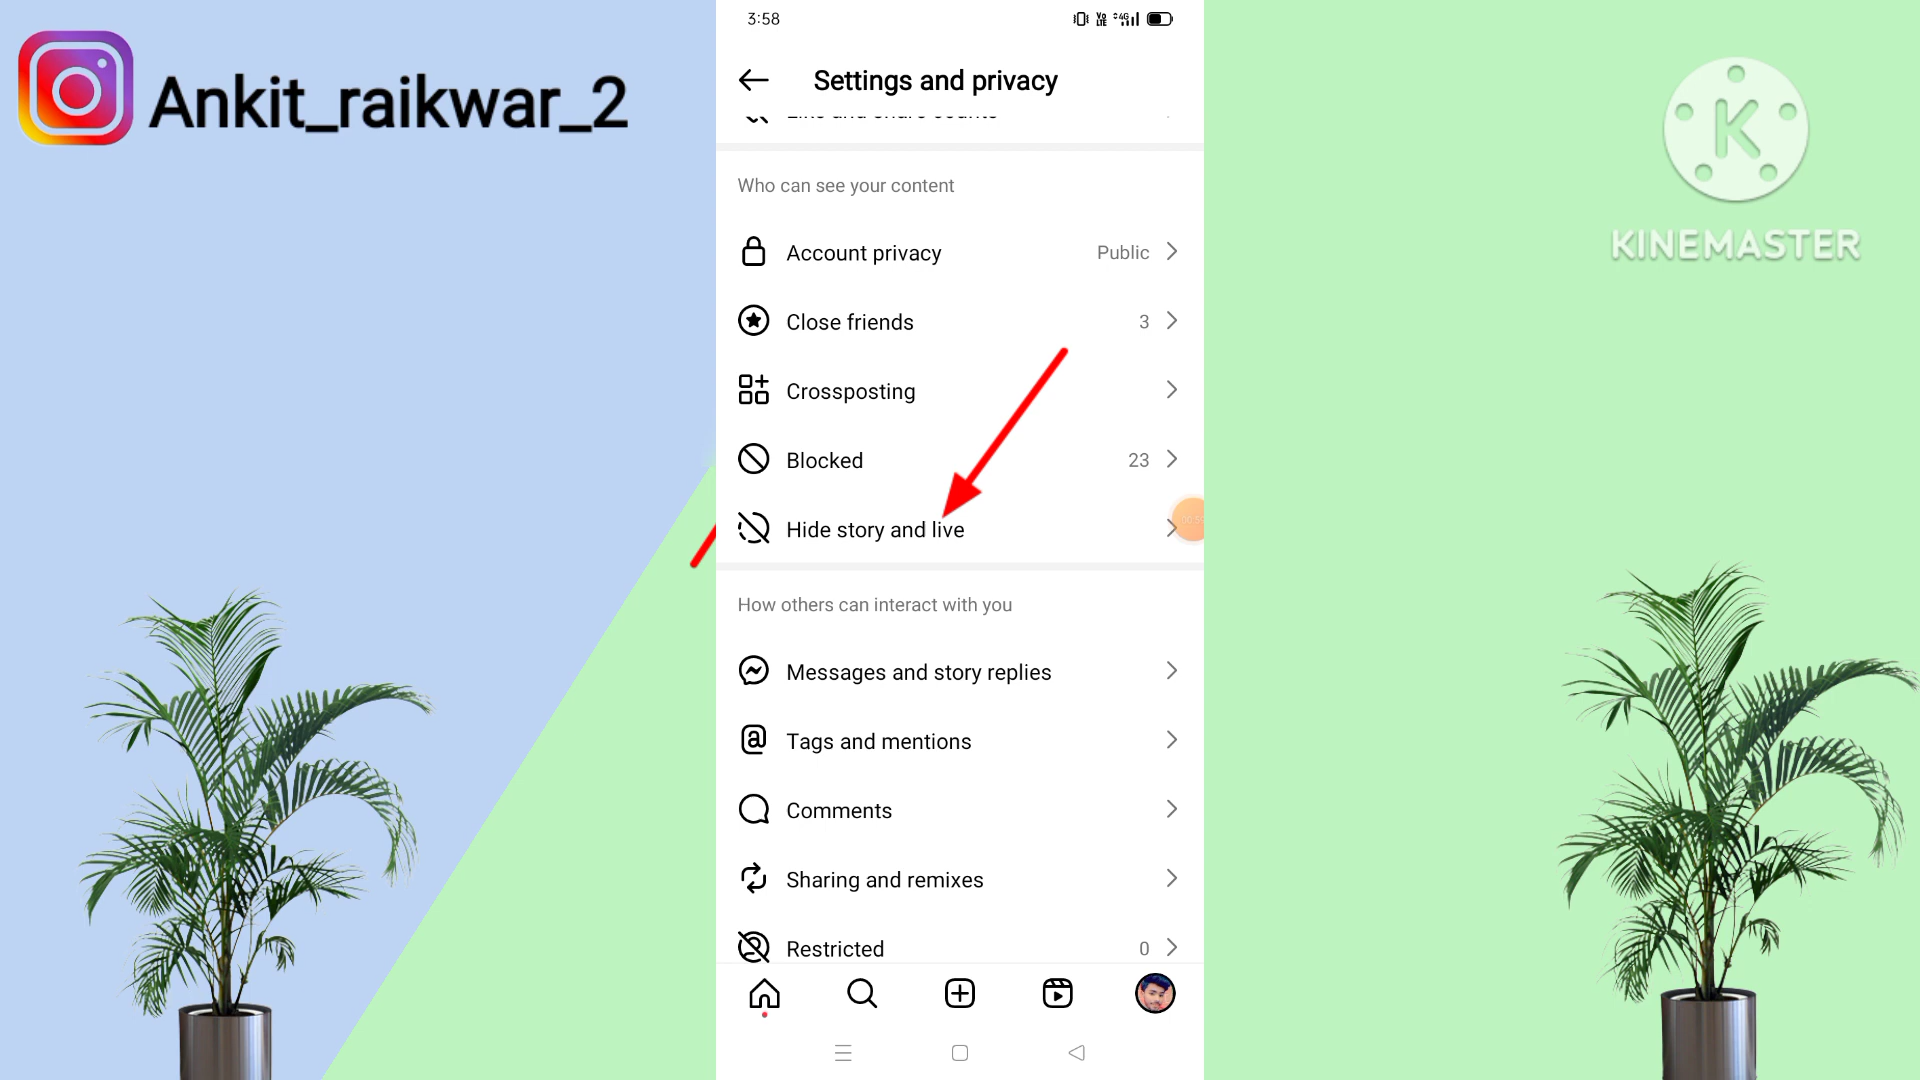 Ankit_raikwar_2
3:58
Settings and privacy
Like and share counts
Who can see your content
Account privacy Public
Close friends 3
Crossposting
Blocked 23
Hide story and live
How others can interact with you
Messages and story replies
Tags and mentions
Comments
Sharing and remixes
Restricted 0
K
KINEMASTER